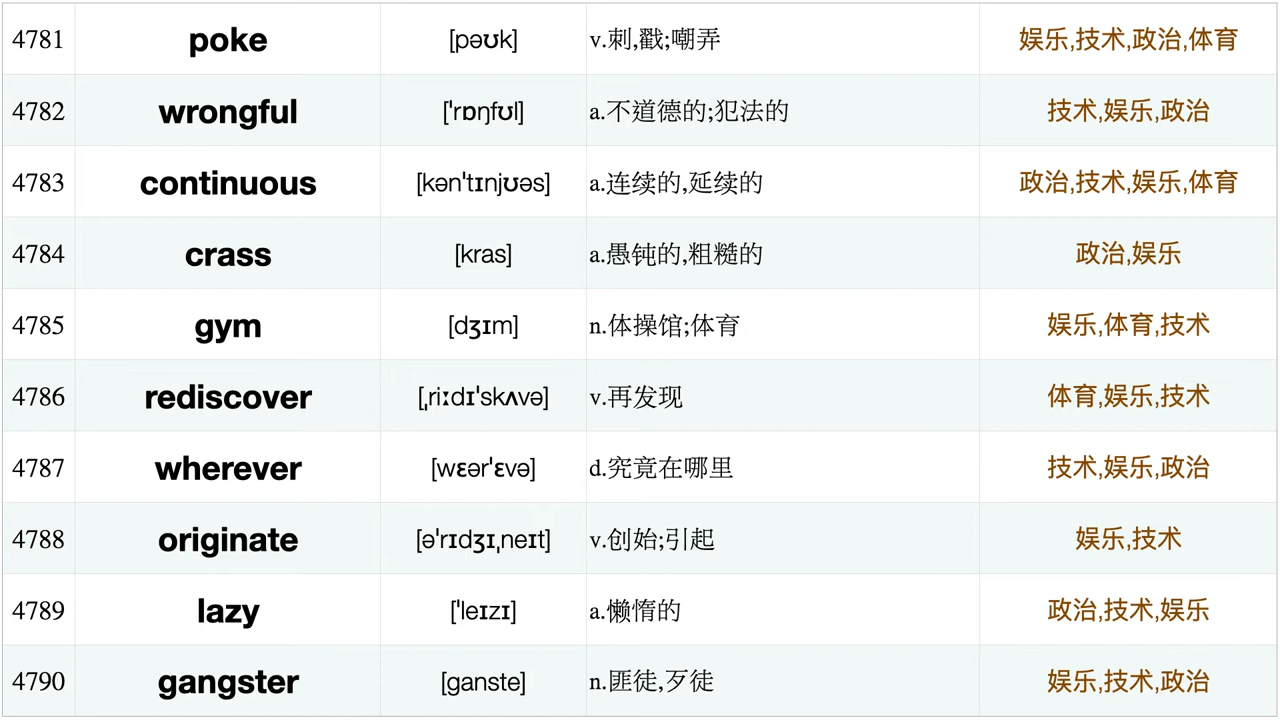 4781 poke [pəʊk] v.刺,戳;嘲弄 娱乐,技术,政治,体育
4782 wrongful [ˈrɒŋfʊl] a.不道德的;犯法的 技术,娱乐,政治
4783 continuous [kənˈtɪnjʊəs] a.连续的,延续的 政治,技术,娱乐,体育
4784 crass [kras] a.愚钝的,粗糙的 政治,娱乐
4785 gym [dʒɪm] n.体操馆;体育 娱乐,体育,技术
4786 rediscover [ˌriːdɪˈskʌvə] v.再发现 体育,娱乐,技术
4787 wherever [wɛərˈɛvə] d.究竟在哪里 技术,娱乐,政治
4788 originate [əˈrɪdʒɪˌneɪt] v.创始;引起 娱乐,技术
4789 lazy [ˈleɪzɪ] a.懒惰的 政治,技术,娱乐
4790 gangster [ganste] n.匪徒,歹徒 娱乐,技术,政治